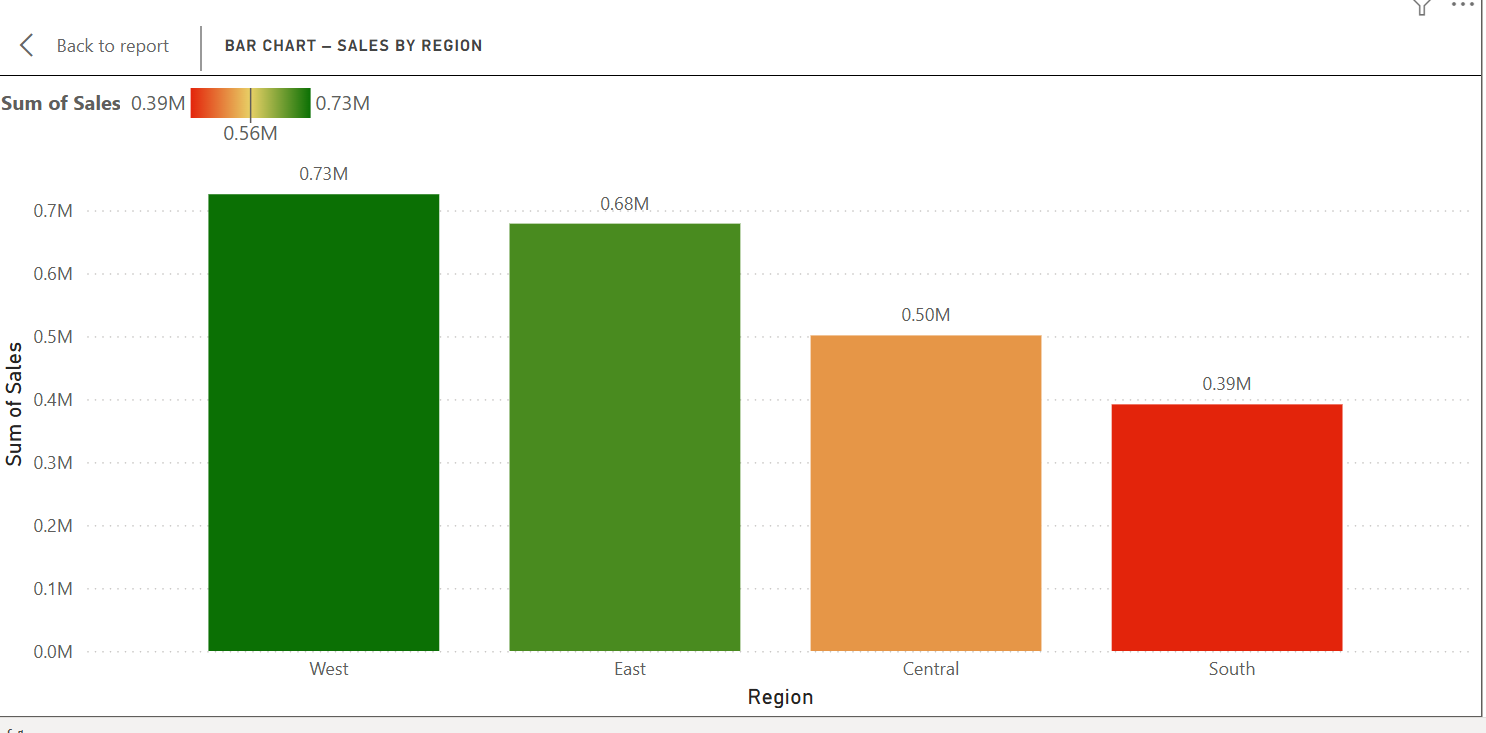 Back to report
BAR CHART – SALES BY REGION
Sum of Sales 0.39M 0.73M
0.56M
0.73M
0.68M
0.50M
0.39M
Sum of Sales
0.7M
0.6M
0.5M
0.4M
0.3M
0.2M
0.1M
0.0M
West East Central South
Region